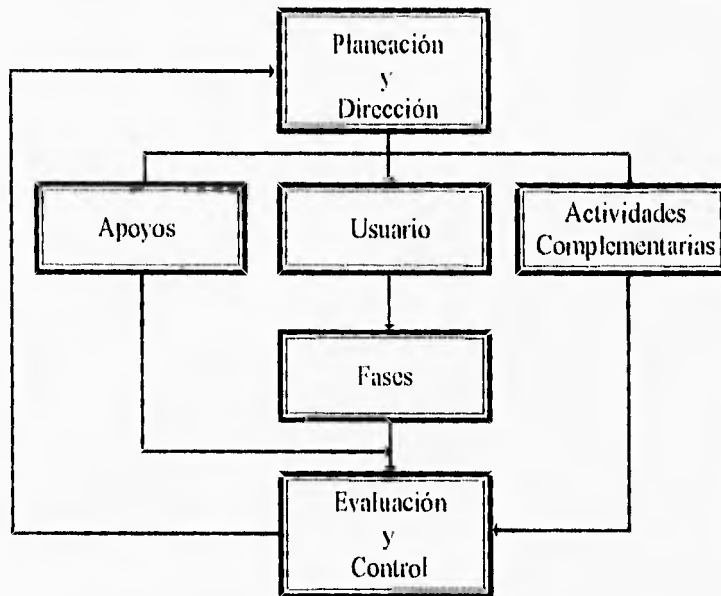 Planeación
y
Dirección
Apoyos
Usuario
Actividades
Complementarias
Fases
Evaluación
y
Control